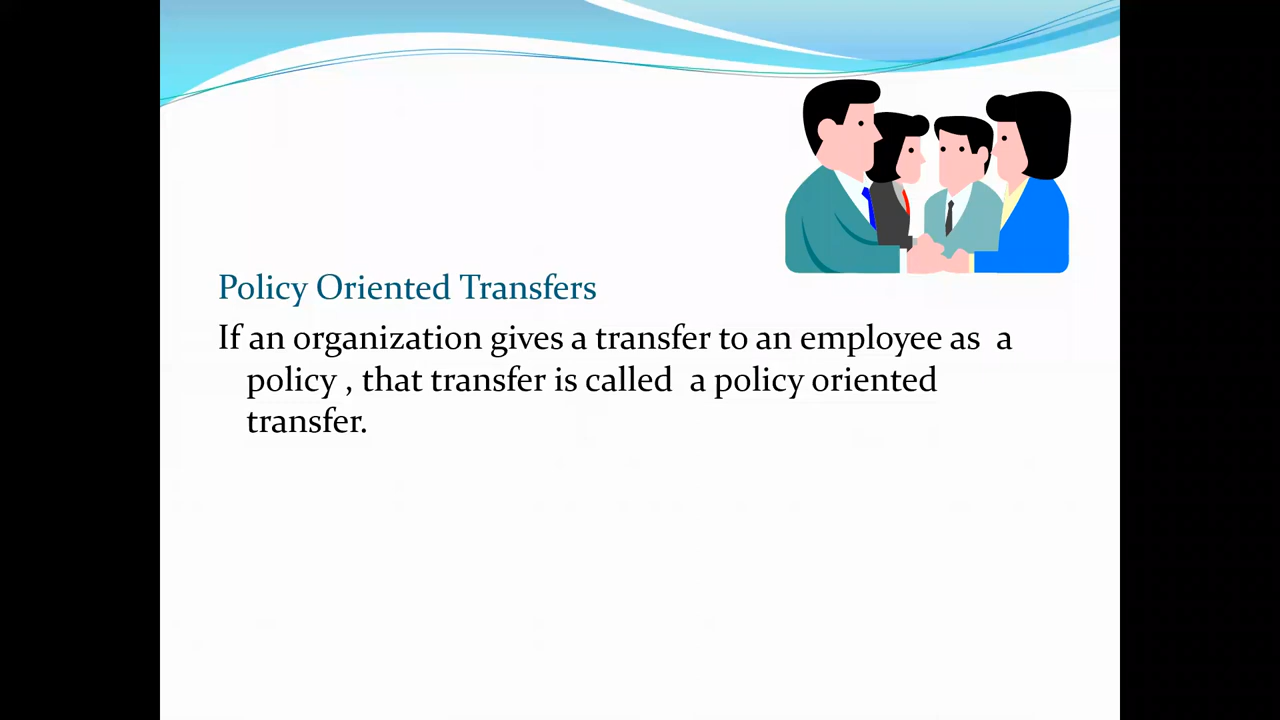 Policy Oriented Transfers
If an organization gives a transfer to an employee as  a
policy , that transfer is called  a policy oriented
transfer.